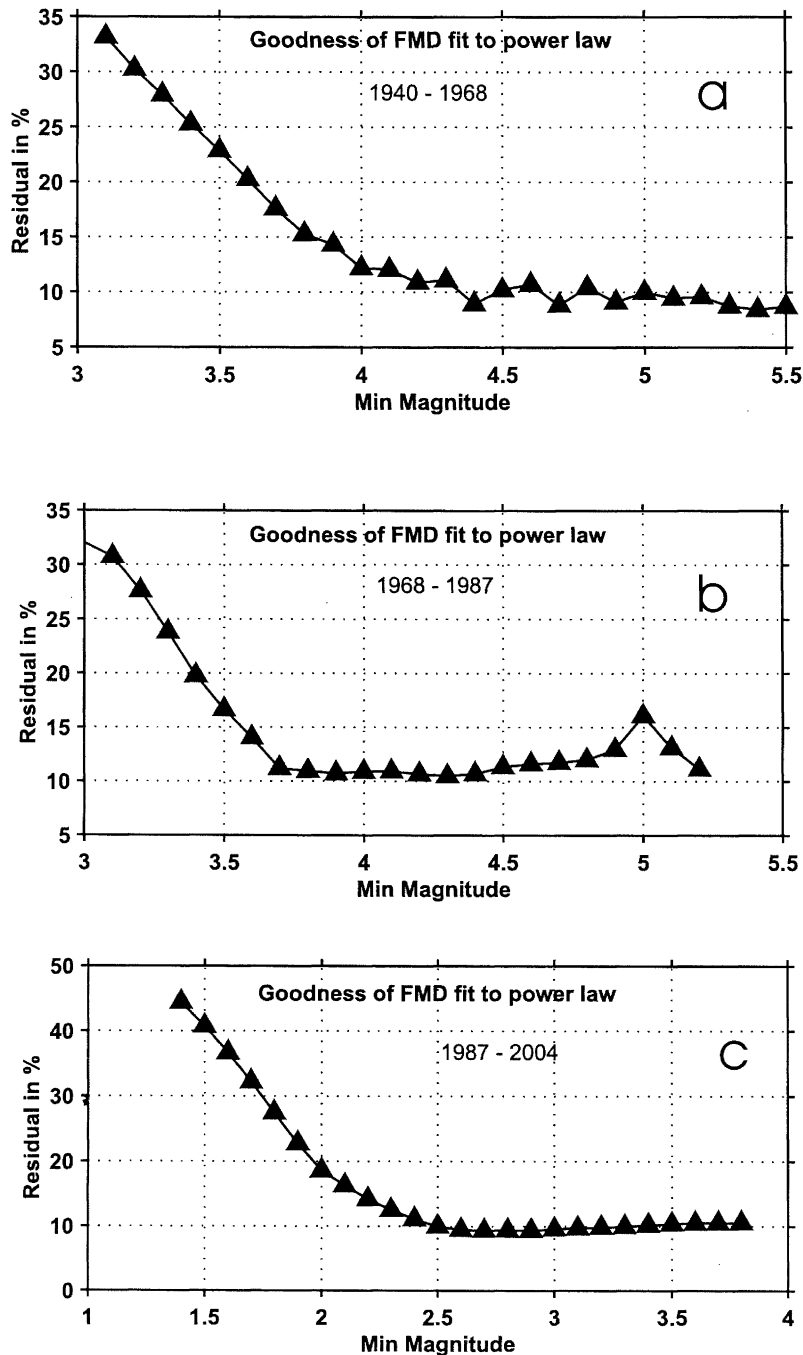 Goodness of FMD fit to power law
1940 - 1968
a
35
30
25
20
15
10
5
Residual in %
3
3.5
4
4.5
5
5.5
Min Magnitude
Goodness of FMD fit to power law
1968 - 1987
b
35
30
25
20
15
10
5
Residual in %
3
3.5
4
4.5
5
5.5
Min Magnitude
Goodness of FMD fit to power law
1987 - 2004
c
50
40
30
20
10
0
Residual in %
1
1.5
2
2.5
3
3.5
4
Min Magnitude